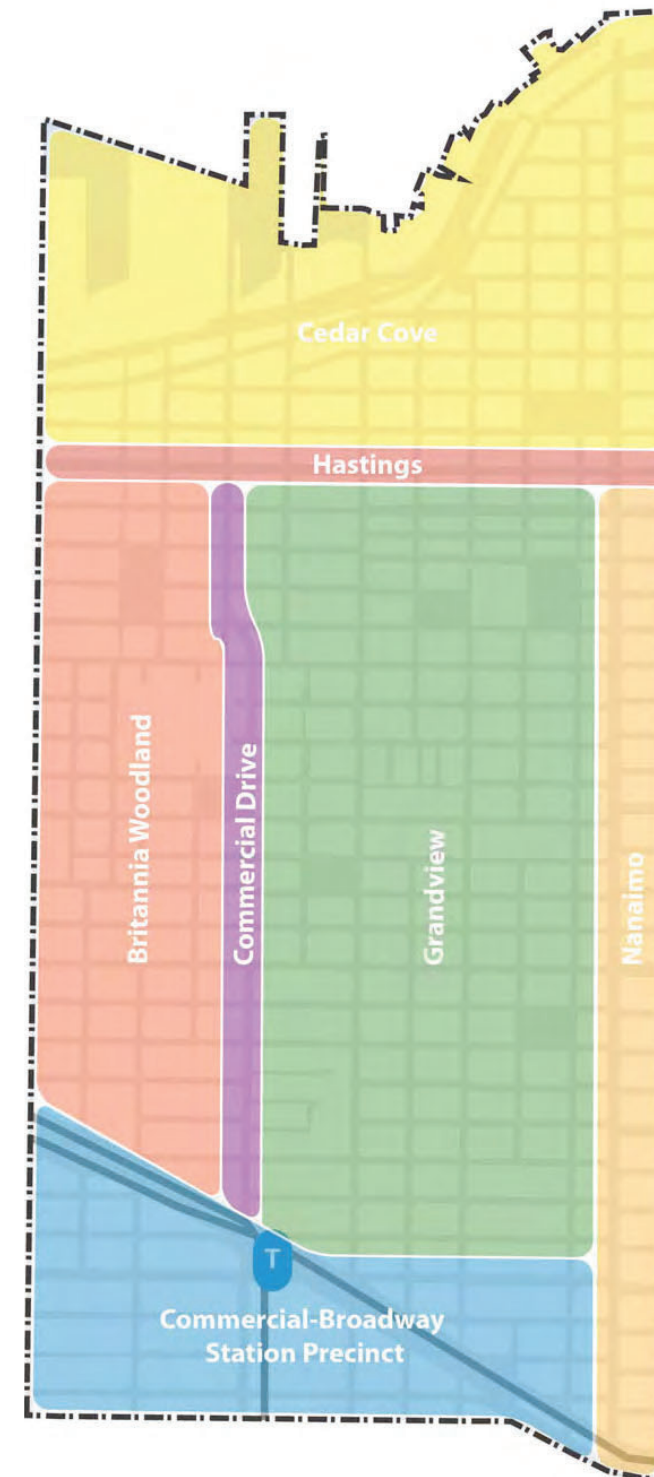 Cedar Cove
Hastings
Britannia Woodland
Commercial Drive
Grandview
Nanaimo
T
Commercial-Broadway
Station Precinct